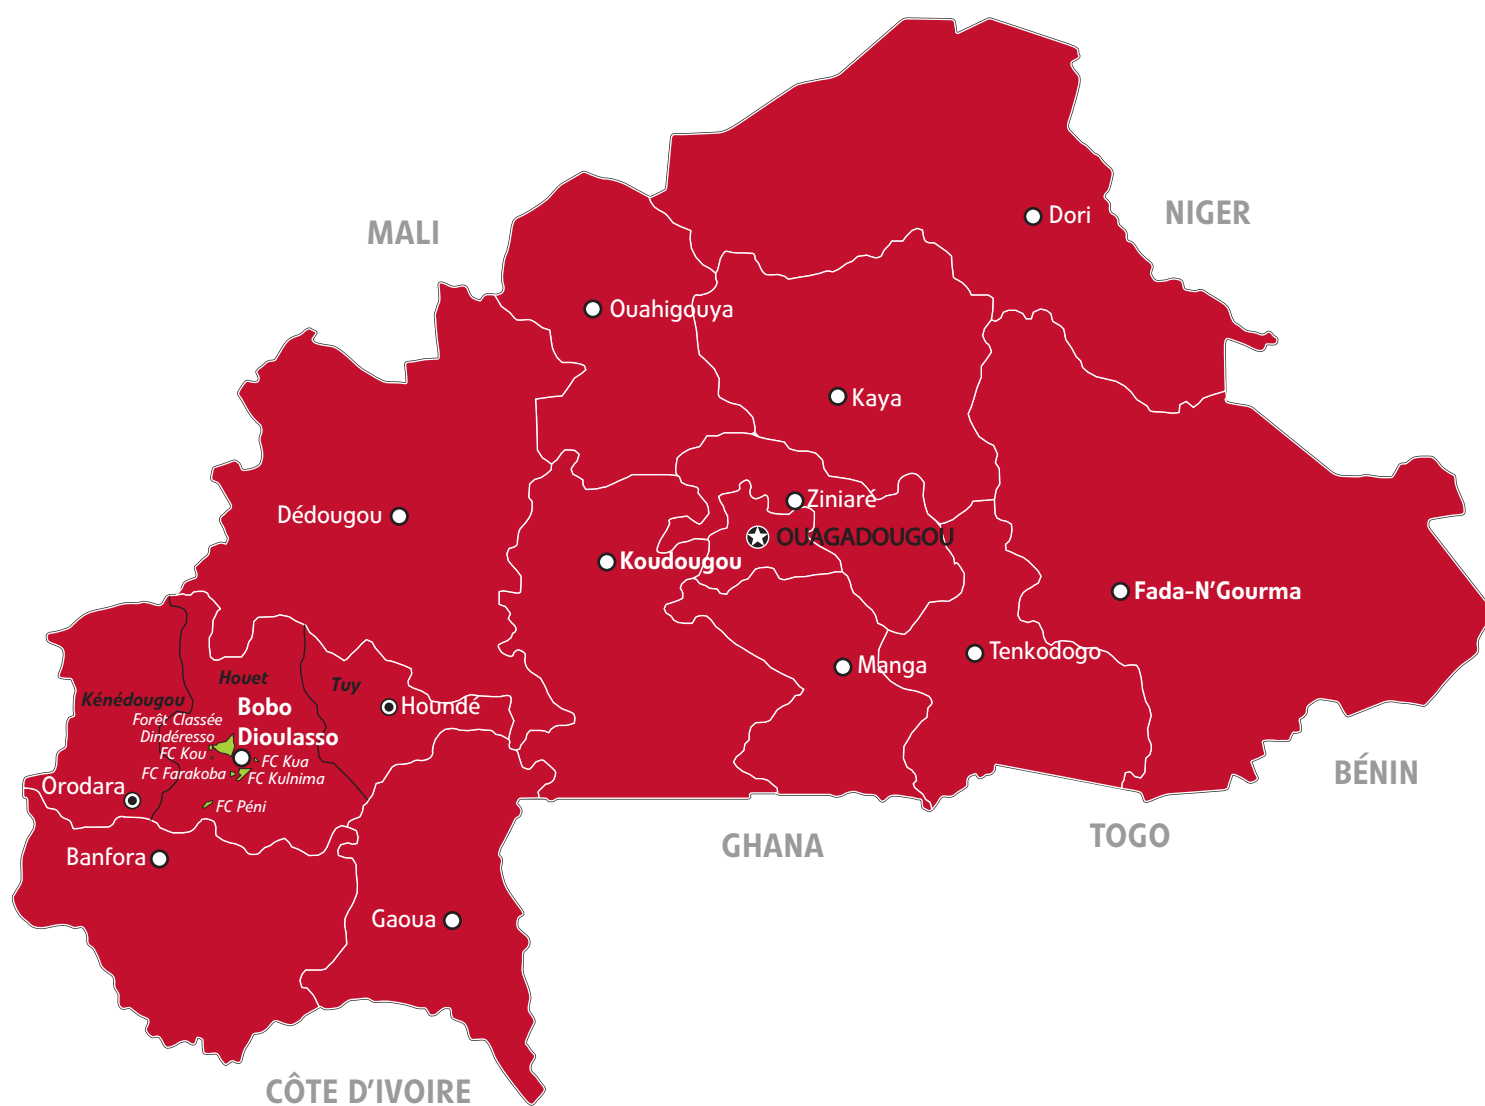 Dori
NIGER
MALI
Ouahigouya
Kaya
Ziniaré
Dédougou
OUAGADOUGOU
Koudougou
Fada-N'Gourma
Tenkodogo
Manga
Houet
Tuy
Kénédougou
Bobo
Dioulasso
Houndé
Forêt Classée
Dindéresso
FC Kou
FC Kua
FC Farakoba
FC Kulnima
Orodara
FC Péni
BÉNIN
TOGO
GHANA
Banfora
Gaoua
CÔTE D'IVOIRE